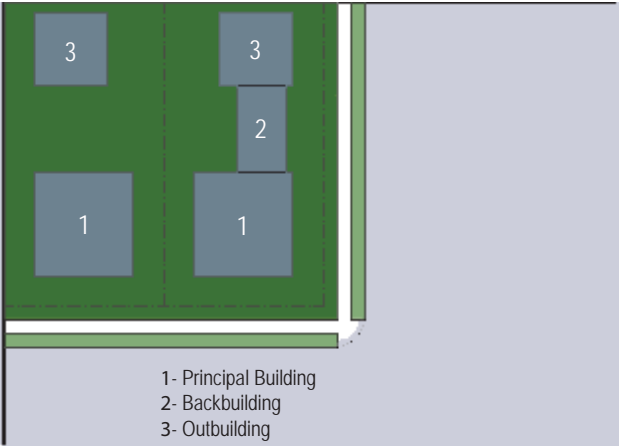 3 3
2
1 1
1- Principal Building
2- Backbuilding
3- Outbuilding